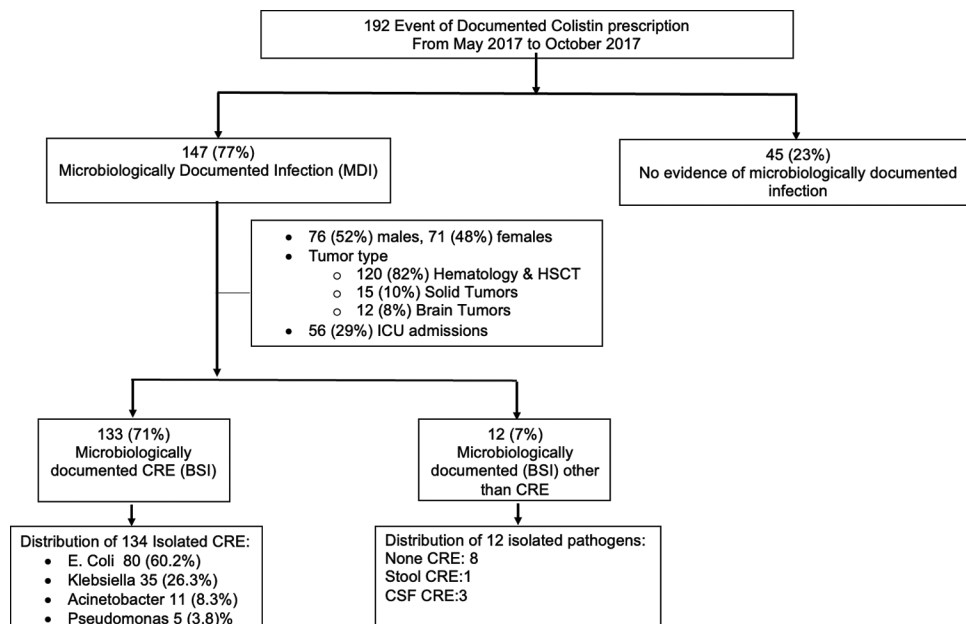 192 Event of Documented Colistin prescription
From May 2017 to October 2017
147 (77%)
Microbiologically Documented Infection (MDI)
45 (23%)
No evidence of microbiologically documented
infection
• 76 (52%) males, 71 (48%) females
• Tumor type
o 120 (82%) Hematology & HSCT
o 15 (10%) Solid Tumors
o 12 (8%) Brain Tumors
• 56 (29%) ICU admissions
133 (71%)
Microbiologically
documented CRE (BSI)
12 (7%)
Microbiologically
documented (BSI) other
than CRE
Distribution of 134 Isolated CRE:
• E. Coli 80 (60.2%)
• Klebsiella 35 (26.3%)
• Acinetobacter 11 (8.3%)
• Pseudomonas 5 (3.8)%
Distribution of 12 isolated pathogens:
None CRE: 8
Stool CRE:1
CSF CRE:3